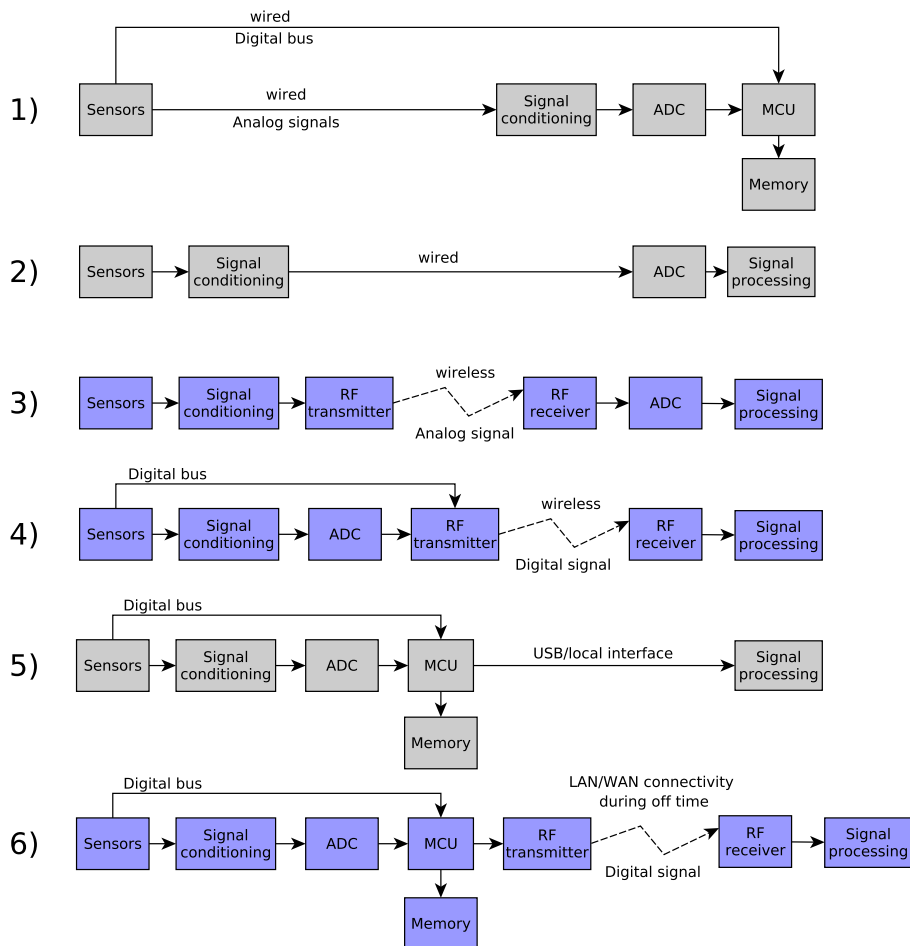 wired
Digital bus
1)
Sensors
wired
Analog signals
Signal
conditioning
ADC
MCU
Memory
2)
Sensors
Signal
conditioning
wired
ADC
Signal
processing
3)
Sensors
Signal
conditioning
RF
transmitter
wireless
Analog signal
RF
receiver
ADC
Signal
processing
Digital bus
4)
Sensors
Signal
conditioning
ADC
RF
transmitter
wireless
Digital signal
RF
receiver
Signal
processing
Digital bus
5)
Sensors
Signal
conditioning
ADC
MCU
USB/local interface
Signal
processing
Memory
Digital bus
6)
Sensors
Signal
conditioning
ADC
MCU
RF
transmitter
LAN/WAN connectivity
during off time
Digital signal
RF
receiver
Signal
processing
Memory